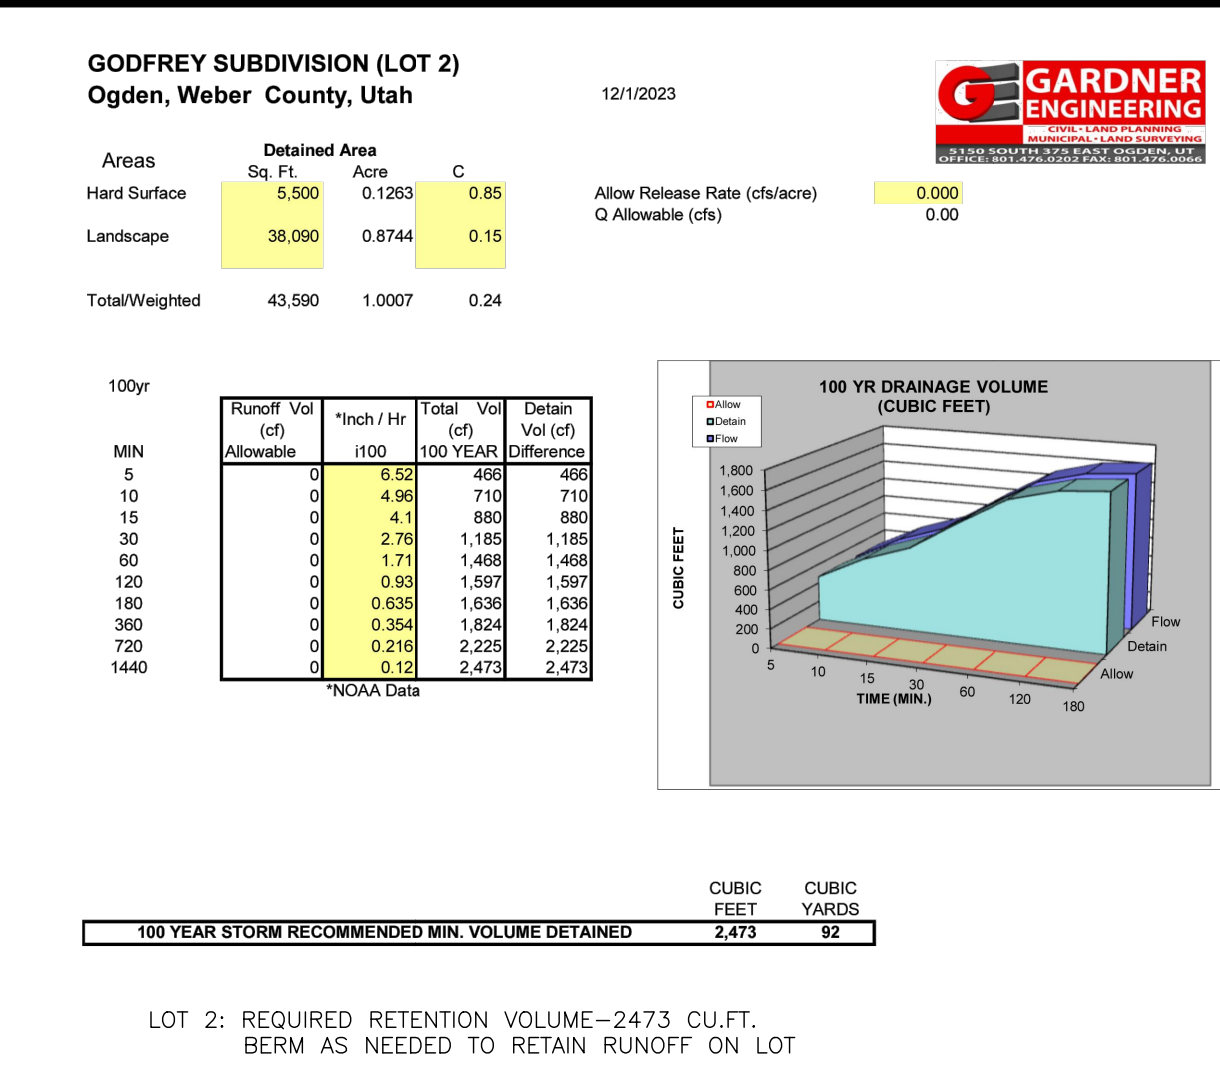 GODFREY SUBDIVISION (LOT 2)
Ogden, Weber County, Utah
12/1/2023
GARDNER
ENGINEERING
CIVIL • LAND PLANNING
MUNICIPAL • LAND SURVEYING
5150 SOUTH 375 EAST OGDEN, UT
OFFICE: 801.476.0202 FAX: 801.476.0066
Areas
Detained Area
Sq. Ft. Acre C
Hard Surface 5,500 0.1263 0.85
Landscape 38,090 0.8744 0.15
Total/Weighted 43,590 1.0007 0.24
Allow Release Rate (cfs/acre) 0.000
Q Allowable (cfs) 0.00
100yr
Runoff Vol *Inch / Hr Total Vol Detain
(cf) (cf) Vol (cf)
MIN Allowable i100 100 YEAR Difference
5 0 6.52 466 466
10 0 4.96 710 710
15 0 4.1 880 880
30 0 2.76 1,185 1,185
60 0 1.71 1,468 1,468
120 0 0.93 1,597 1,597
180 0 0.635 1,636 1,636
360 0 0.354 1,824 1,824
720 0 0.216 2,225 2,225
1440 0 0.12 2,473 2,473
*NOAA Data
100 YR DRAINAGE VOLUME
(CUBIC FEET)
Allow
Detain
Flow
CUBIC FEET
1,800
1,600
1,400
1,200
1,000
800
600
400
200
0
5 10 15 30 60 120 180
TIME (MIN.)
Flow
Detain
Allow
CUBIC CUBIC
FEET YARDS
100 YEAR STORM RECOMMENDED MIN. VOLUME DETAINED 2,473 92
LOT 2: REQUIRED RETENTION VOLUME–2473 CU.FT.
BERM AS NEEDED TO RETAIN RUNOFF ON LOT